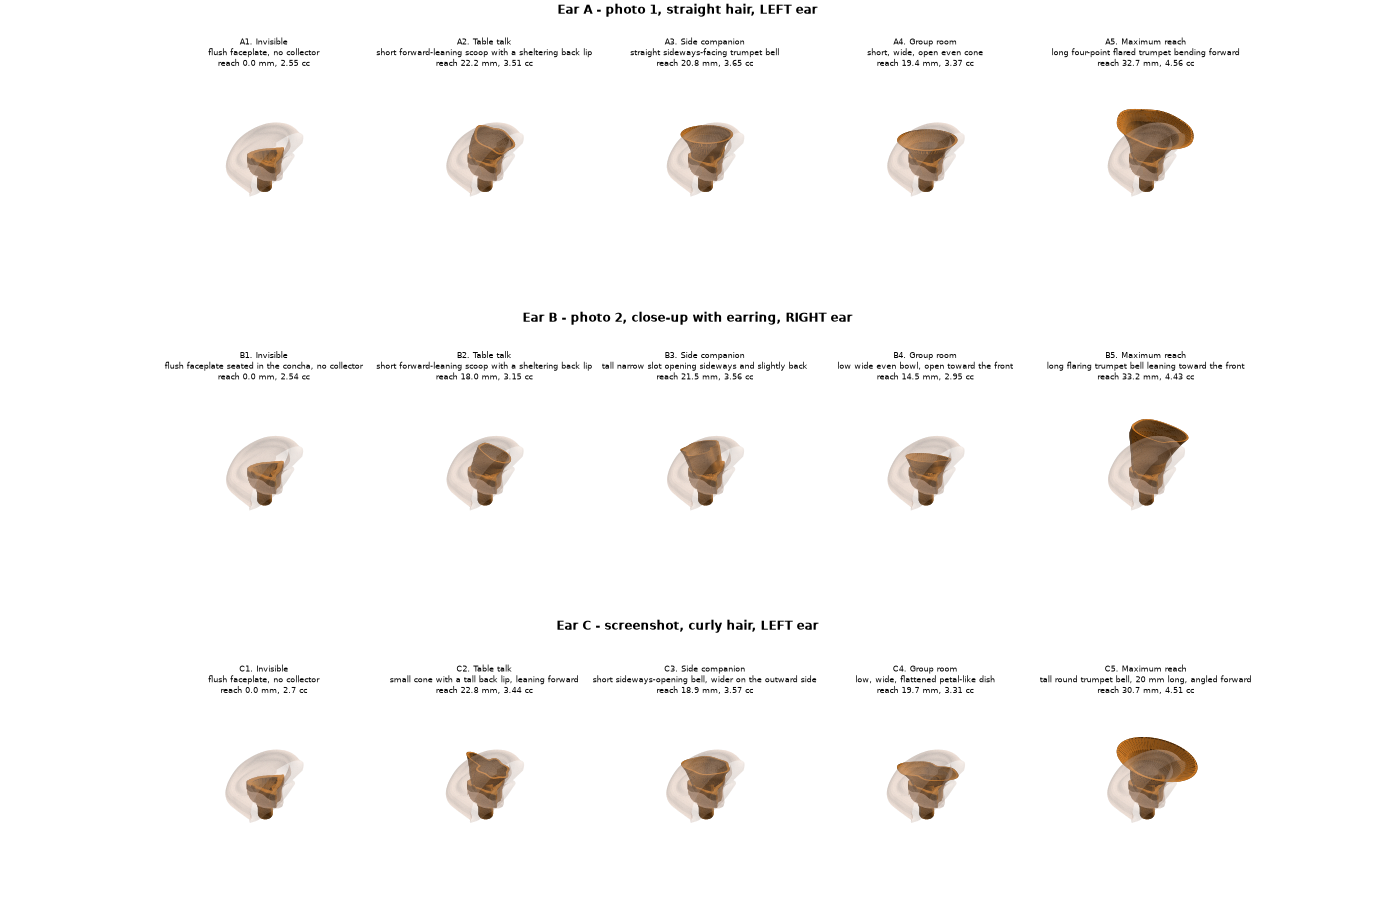 Ear A - photo 1, straight hair, LEFT ear
A1. Invisible
flush faceplate, no collector
reach 0.0 mm, 2.55 cc
A2. Table talk
short forward-leaning scoop with a sheltering back lip
reach 22.2 mm, 3.51 cc
A3. Side companion
straight sideways-facing trumpet bell
reach 20.8 mm, 3.65 cc
A4. Group room
short, wide, open even cone
reach 19.4 mm, 3.37 cc
A5. Maximum reach
long four-point flared trumpet bending forward
reach 32.7 mm, 4.56 cc
Ear B - photo 2, close-up with earring, RIGHT ear
B1. Invisible
flush faceplate seated in the concha, no collector
reach 0.0 mm, 2.54 cc
B2. Table talk
short forward-leaning scoop with a sheltering back lip
reach 18.0 mm, 3.15 cc
B3. Side companion
tall narrow slot opening sideways and slightly back
reach 21.5 mm, 3.56 cc
B4. Group room
low wide even bowl, open toward the front
reach 14.5 mm, 2.95 cc
B5. Maximum reach
long flaring trumpet bell leaning toward the front
reach 33.2 mm, 4.43 cc
Ear C - screenshot, curly hair, LEFT ear
C1. Invisible
flush faceplate, no collector
reach 0.0 mm, 2.7 cc
C2. Table talk
small cone with a tall back lip, leaning forward
reach 22.8 mm, 3.44 cc
C3. Side companion
short sideways-opening bell, wider on the outward side
reach 18.9 mm, 3.57 cc
C4. Group room
low, wide, flattened petal-like dish
reach 19.7 mm, 3.31 cc
C5. Maximum reach
tall round trumpet bell, 20 mm long, angled forward
reach 30.7 mm, 4.51 cc